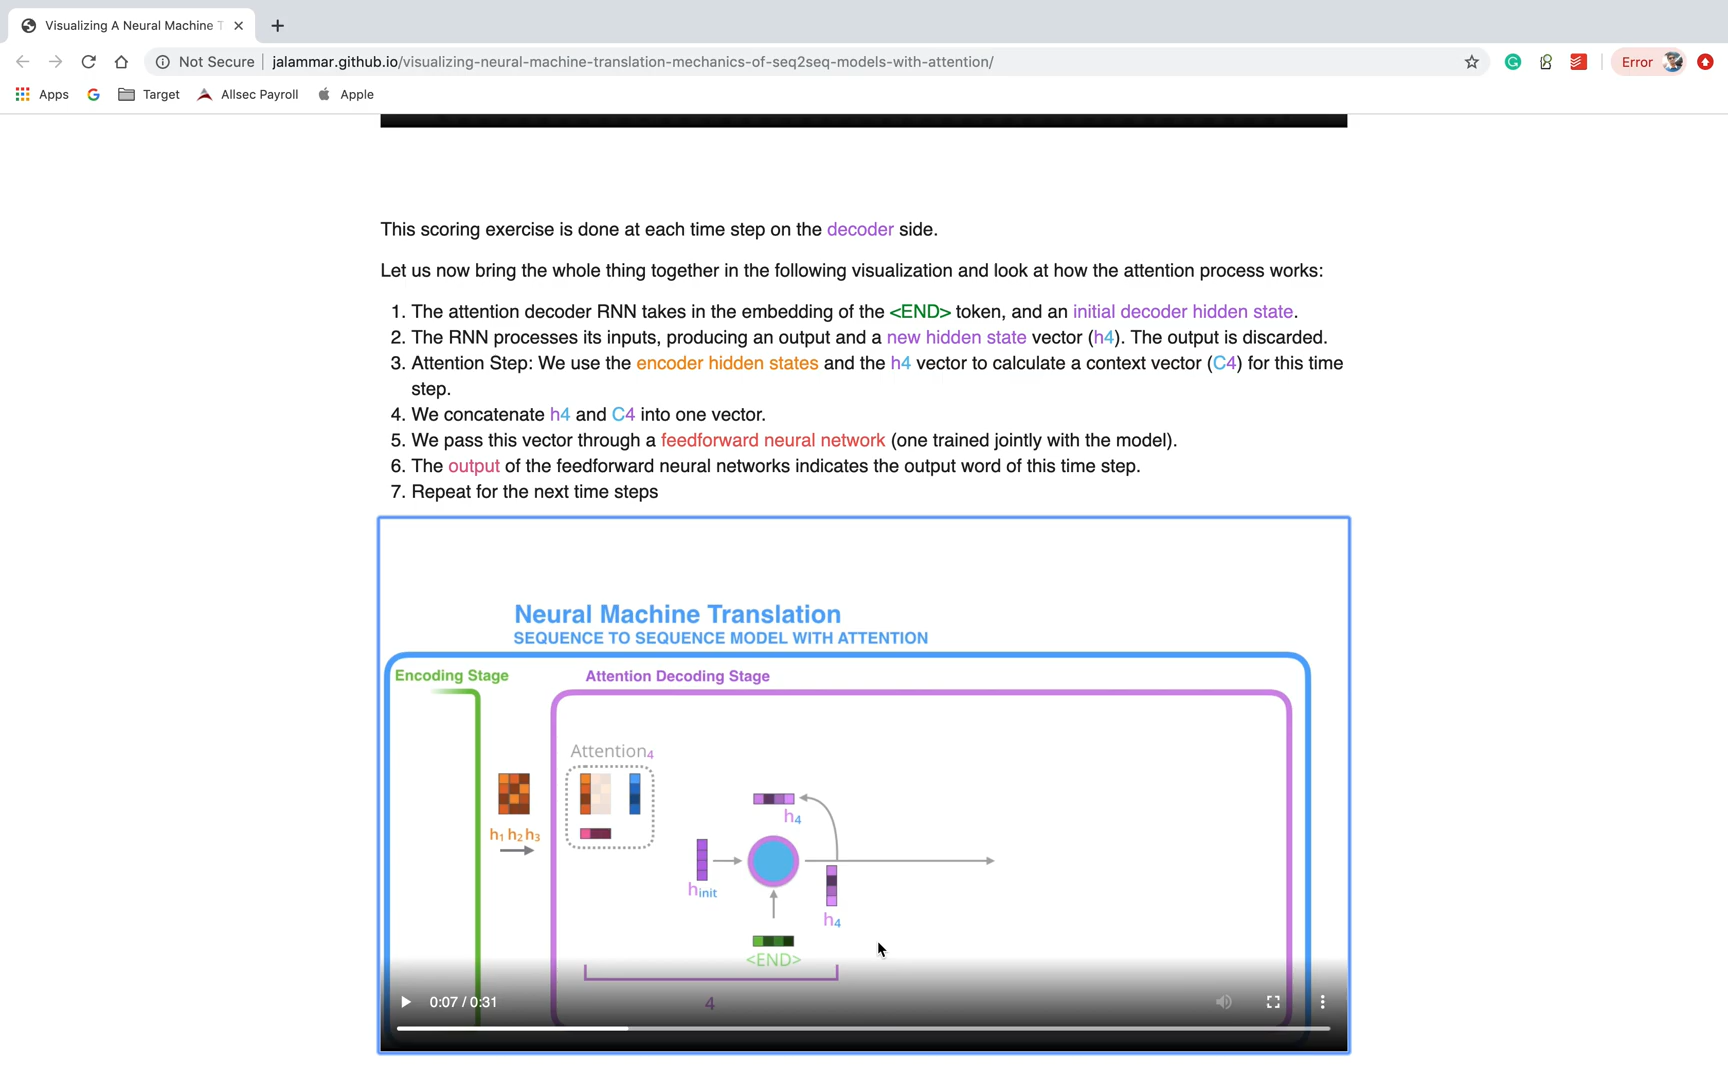 Visualizing A Neural Machine T
Not Secure
jalammar.github.io/visualizing-neural-machine-translation-mechanics-of-seq2seq-models-with-attention/
Error
Apps
Target
Allsec Payroll
Apple
This scoring exercise is done at each time step on the decoder side.
Let us now bring the whole thing together in the following visualization and look at how the attention process works:
1. The attention decoder RNN takes in the embedding of the <END> token, and an initial decoder hidden state.
2. The RNN processes its inputs, producing an output and a new hidden state vector (h4). The output is discarded.
3. Attention Step: We use the encoder hidden states and the h4 vector to calculate a context vector (C4) for this time
step.
4. We concatenate h4 and C4 into one vector.
5. We pass this vector through a feedforward neural network (one trained jointly with the model).
6. The output of the feedforward neural networks indicates the output word of this time step.
7. Repeat for the next time steps
Neural Machine Translation
SEQUENCE TO SEQUENCE MODEL WITH ATTENTION
Encoding Stage
Attention Decoding Stage
Attention4
h4
h1 h2 h3
hinit
h4
<END>
4
0:07 / 0:31